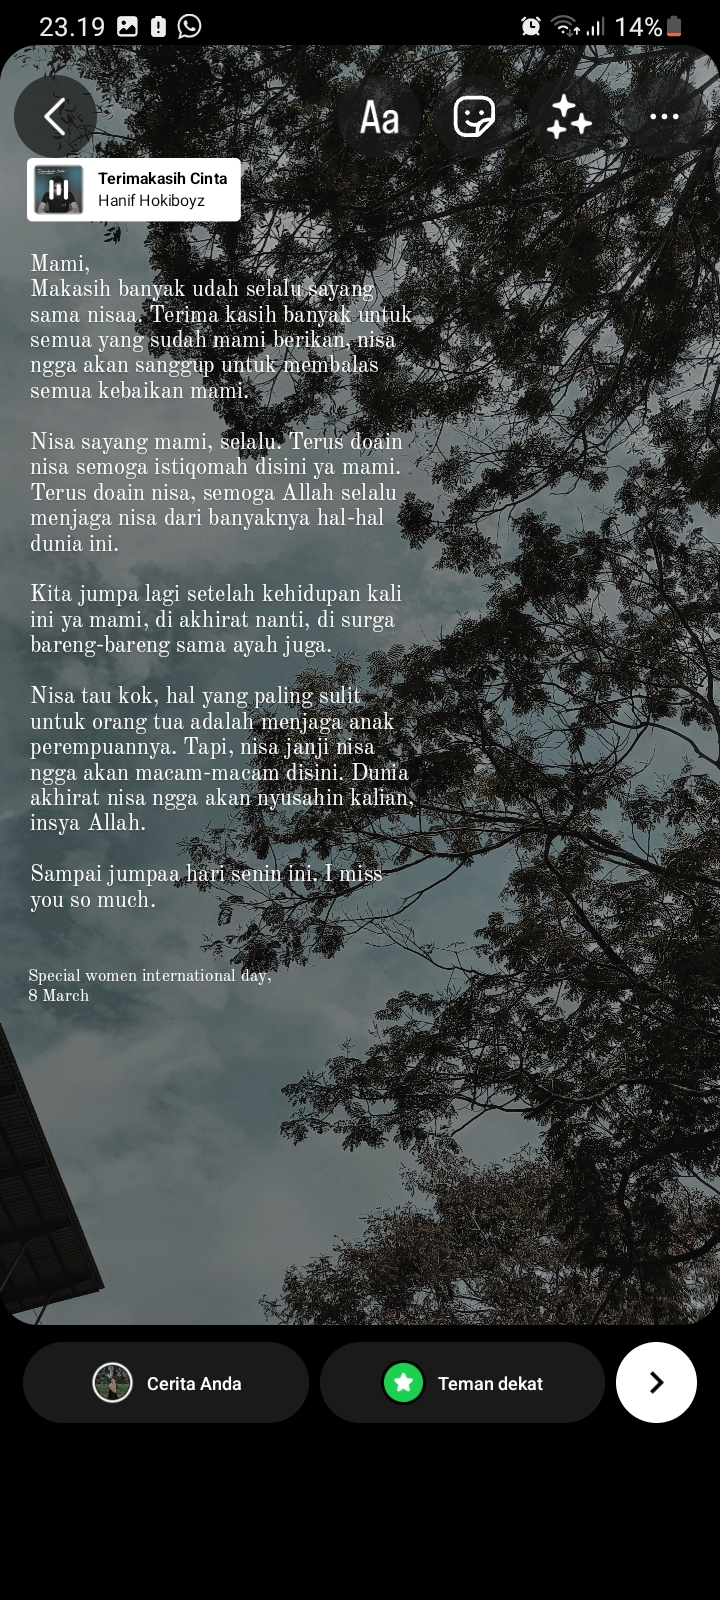 23.19
14%
Aa
Terimakasih Cinta
Hanif Hokiboyz
Mami,
Makasih banyak udah selalu sayang
sama nisaa. Terima kasih banyak untuk
semua yang sudah mami berikan, nisa
ngga akan sanggup untuk membalas
semua kebaikan mami.
Nisa sayang mami, selalu. Terus doain
nisa semoga istiqomah disini ya mami.
Terus doain nisa, semoga Allah selalu
menjaga nisa dari banyaknya hal-hal
dunia ini.
Kita jumpa lagi setelah kehidupan kali
ini ya mami, di akhirat nanti, di surga
bareng-bareng sama ayah juga.
Nisa tau kok, hal yang paling sulit
untuk orang tua adalah menjaga anak
perempuannya. Tapi, nisa janji nisa
ngga akan macam-macam disini. Dunia
akhirat nisa ngga akan nyusahin kalian,
insya Allah.
Sampai jumpaa hari senin ini. I miss
you so much.
Special women international day,
8 March
Cerita Anda
Teman dekat